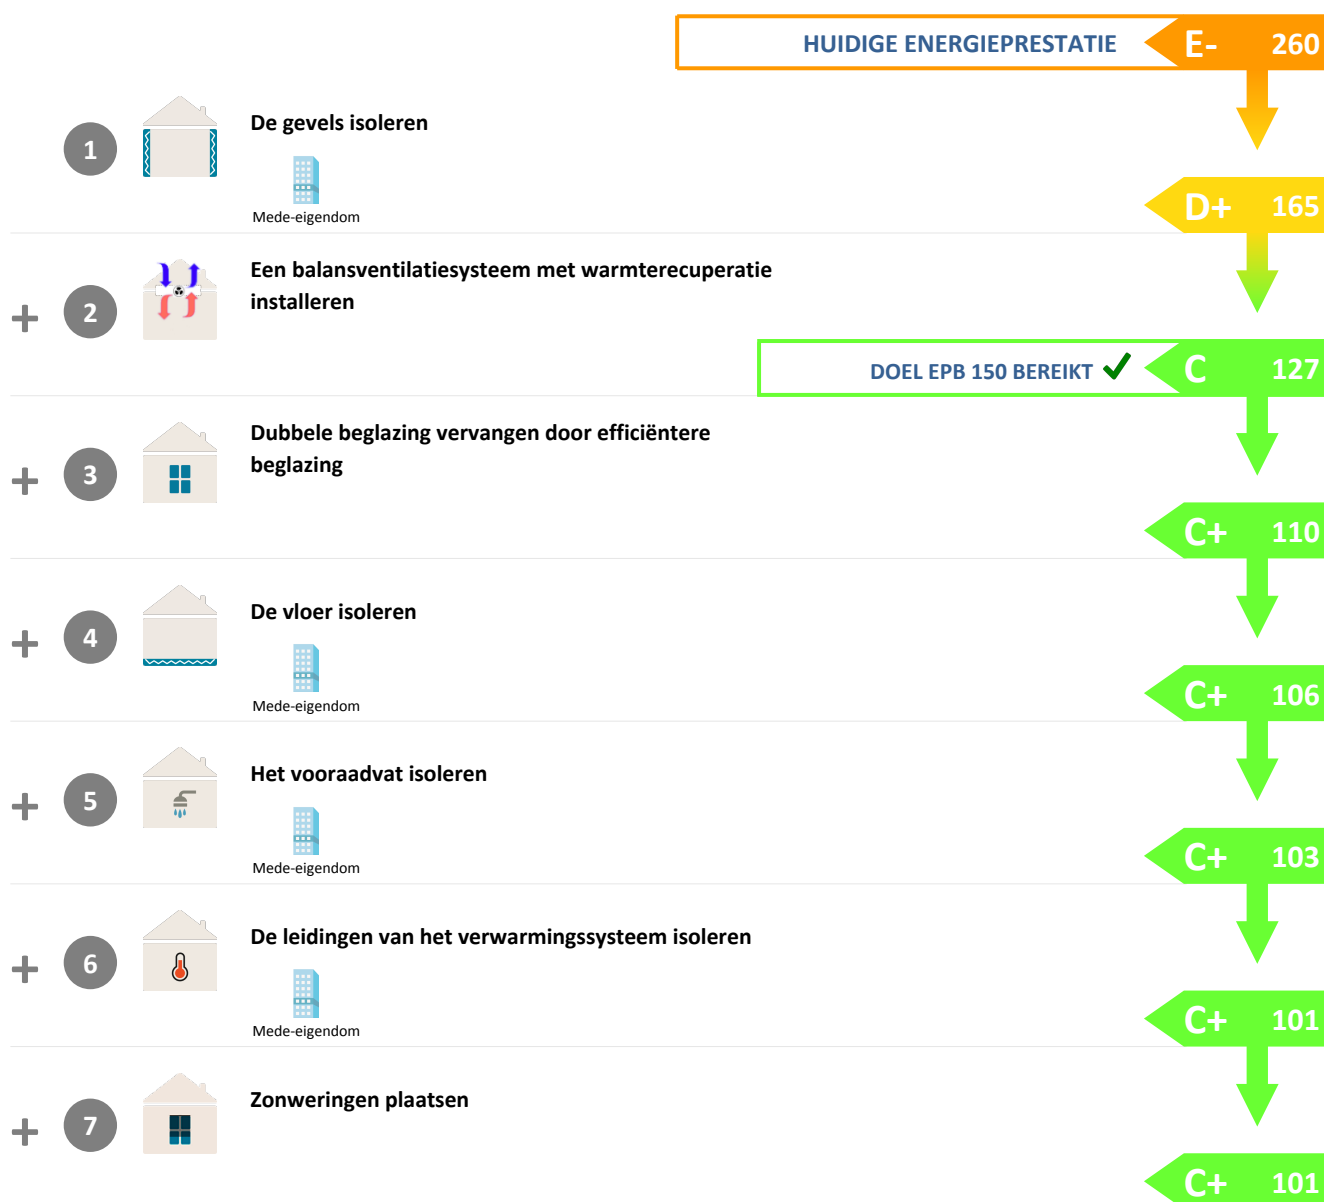 HUIDIGE ENERGIEPRESTATIE E- 260
1 De gevels isoleren
Mede-eigendom
D+ 165
Een balansventilatiesysteem met warmterecuperatie
+ 2 installeren
DOEL EPB 150 BEREIKT ✓ C 127
Dubbele beglazing vervangen door efficiëntere
+ 3 beglazing
C+ 110
+ 4 De vloer isoleren
Mede-eigendom
C+ 106
+ 5 Het vooraadvat isoleren
Mede-eigendom
C+ 103
+ 6 De leidingen van het verwarmingssysteem isoleren
Mede-eigendom
C+ 101
+ 7 Zonweringen plaatsen
C+ 101